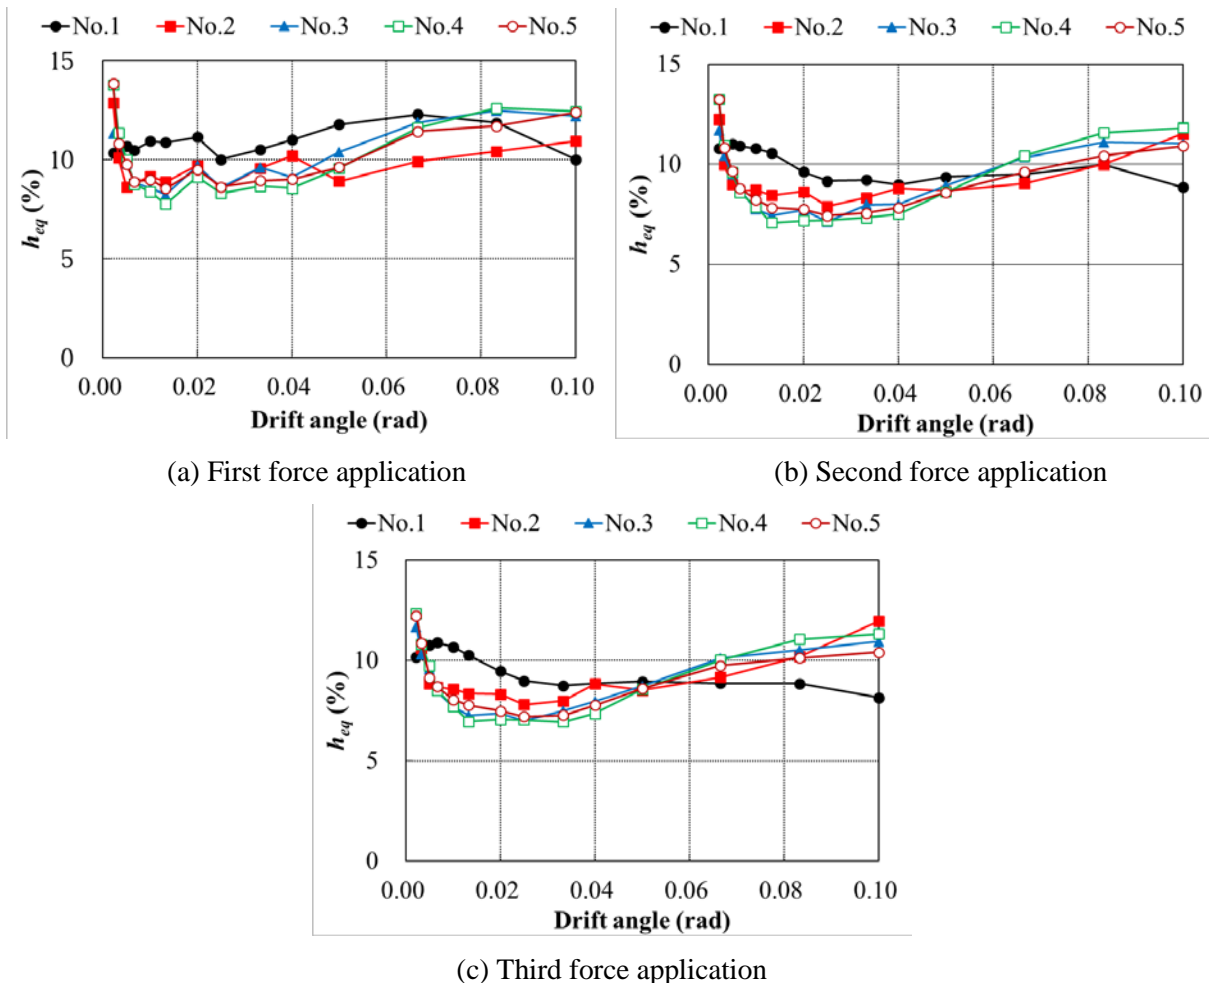 No.1 No.2 No.3 No.4 No.5
15
10
5
0
h_eq (%)
0.00 0.02 0.04 0.06 0.08 0.10
Drift angle (rad)
(a) First force application
No.1 No.2 No.3 No.4 No.5
15
10
5
0
h_eq (%)
0.00 0.02 0.04 0.06 0.08 0.10
Drift angle (rad)
(b) Second force application
No.1 No.2 No.3 No.4 No.5
15
10
5
0
h_eq (%)
0.00 0.02 0.04 0.06 0.08 0.10
Drift angle (rad)
(c) Third force application